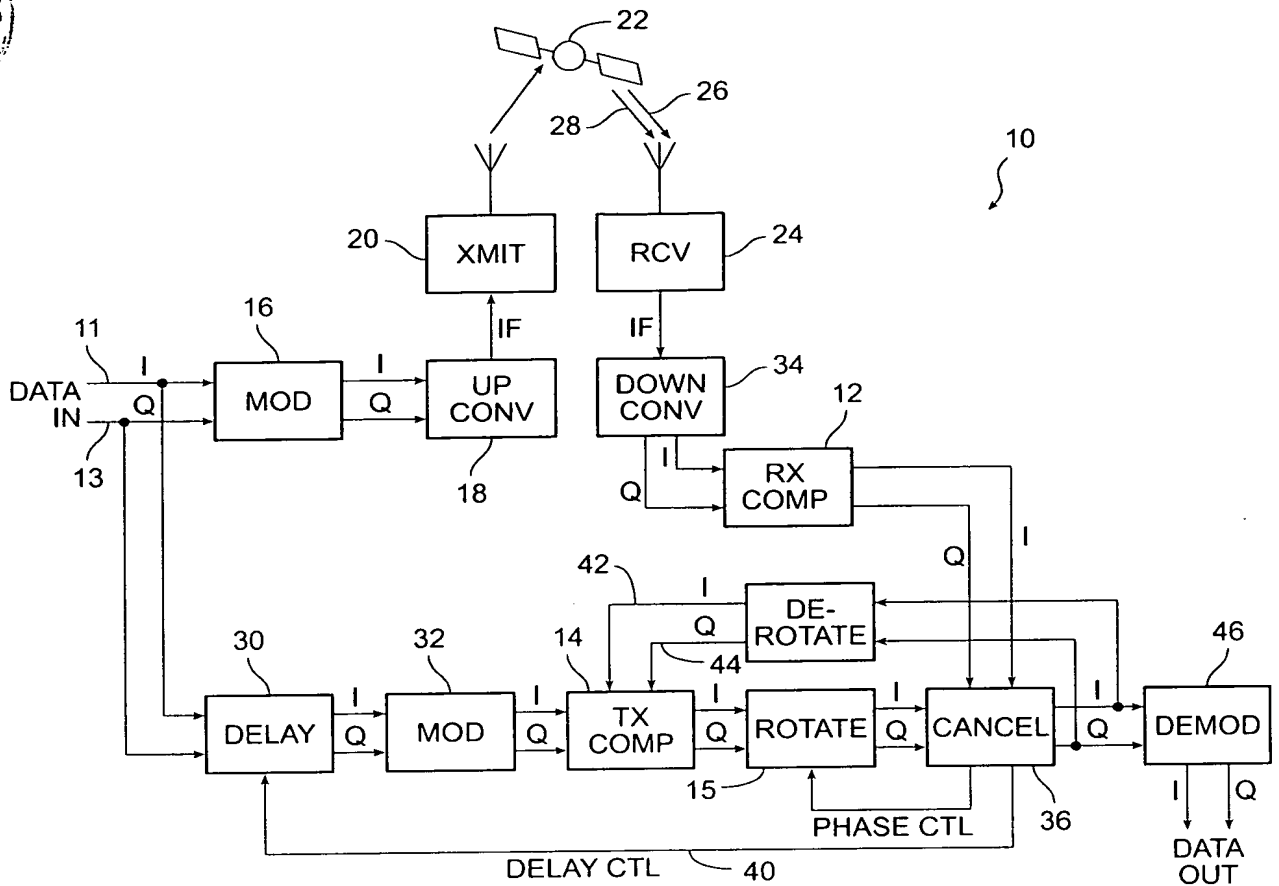 22
26
28
10
20
XMIT
RCV
24
16
IF
IF
11
I
I
34
DATA
IN
Q
MOD
Q
UP
CONV
DOWN
CONV
12
13
18
I
Q
RX
COMP
Q
I
42
I
Q
DE-
ROTATE
44
30
32
14
46
DELAY
I
Q
MOD
I
Q
TX
COMP
I
Q
ROTATE
I
Q
CANCEL
I
Q
DEMOD
15
36
I
Q
PHASE CTL
DELAY CTL
40
DATA
OUT